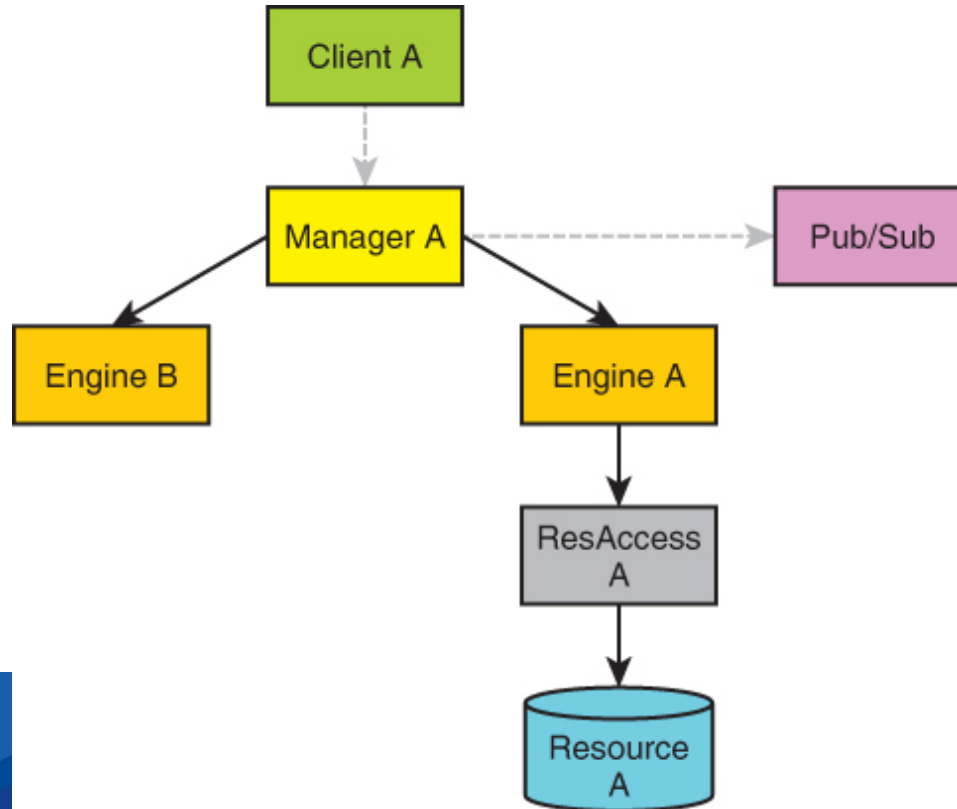 Client A
Manager A
Pub/Sub
Engine B
Engine A
ResAccess
A
Resource
A